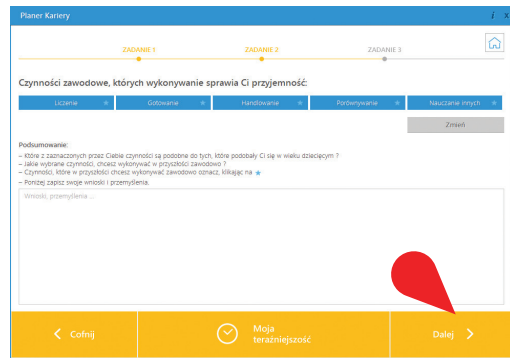 Planer Kariery i x
ZADANIE 1 ZADANIE 2 ZADANIE 3
Czynności zawodowe, których wykonywanie sprawia Ci przyjemność:
Liczenie Gotowanie Handlowanie Porównywanie Nauczanie innych
Zmień
Podsumowanie:
– Które z zaznaczonych przez Ciebie czynności są podobne do tych, które podobały Ci się w wieku dziecięcym ?
– Jakie wybrane czynności, chcesz wykonywać w przyszłości zawodowo ?
– Czynności, które w przyszłości chcesz wykonywać zawodowo oznacz, klikając na
– Poniżej zapisz swoje wnioski i przemyślenia.
Wnioski, przemyślenia ...
Cofnij Moja teraźniejszość Dalej